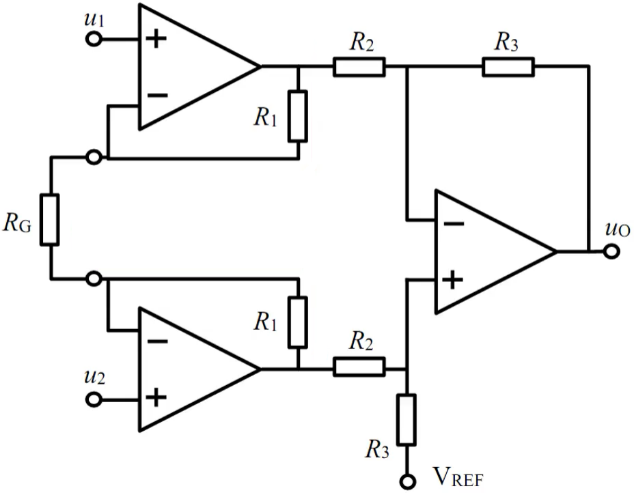 u1
+
−
R1
R2
R3
RG
−
+
uO
R1
R2
−
u2
+
R3
VREF